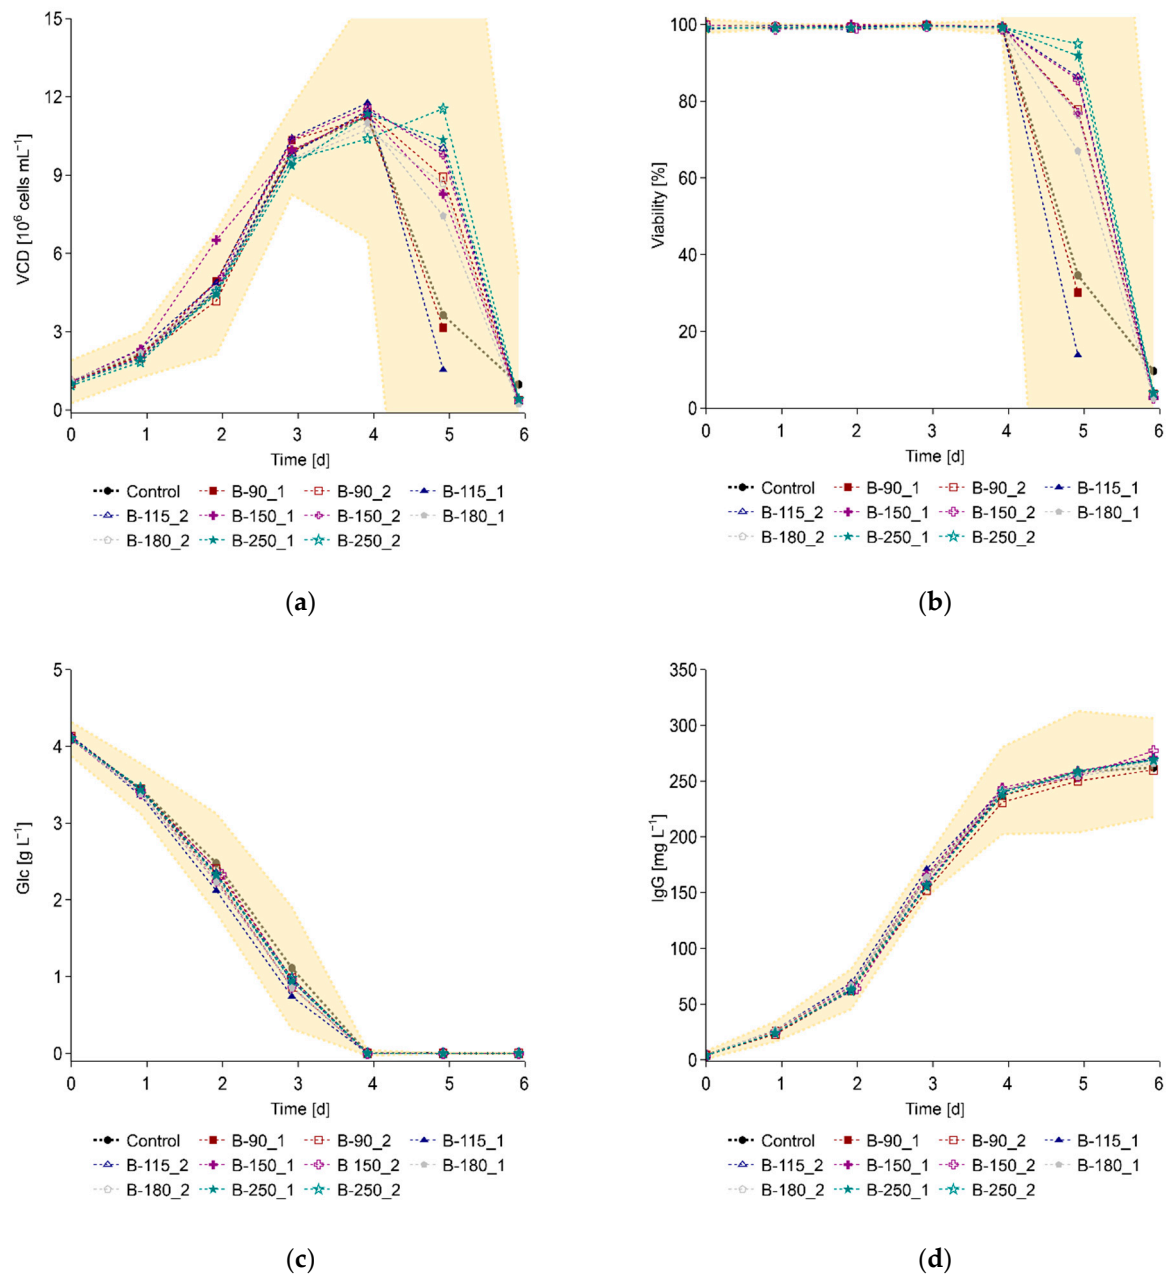 15
12
9
6
3
0
VCD [10⁶ cells mL⁻¹]
0 1 2 3 4 5 6
Time [d]
Control B-90_1 B-90_2 B-115_1
B-115_2 B-150_1 B-150_2 B-180_1
B-180_2 B-250_1 B-250_2
(a)
100
80
60
40
20
0
Viability [%]
0 1 2 3 4 5 6
Time [d]
Control B-90_1 B-90_2 B-115_1
B-115_2 B-150_1 B-150_2 B-180_1
B-180_2 B-250_1 B-250_2
(b)
5
4
3
2
1
0
Glc [g L⁻¹]
0 1 2 3 4 5 6
Time [d]
Control B-90_1 B-90_2 B-115_1
B-115_2 B-150_1 B 150_2 B-180_1
B-180_2 B-250_1 B-250_2
(c)
350
300
250
200
150
100
50
0
IgG [mg L⁻¹]
0 1 2 3 4 5 6
Time [d]
Control B-90_1 B-90_2 B-115_1
B-115_2 B-150_1 B-150_2 B-180_1
B-180_2 B-250_1 B-250_2
(d)